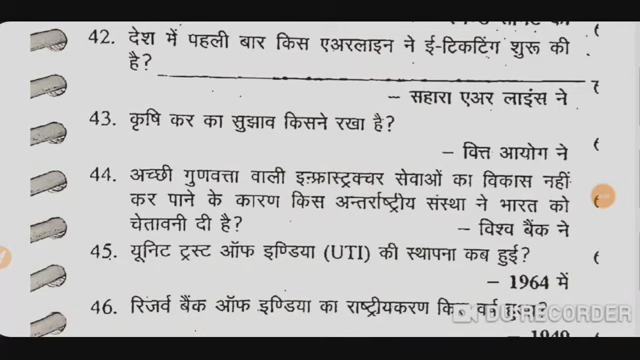 42. देश में पहली बार किस एअरलाइन ने ई-टिकटिंग शुरू की
है?
– सहारा एअर लाइंस ने
43. कृषि कर का सुझाव किसने रखा है?
– वित्त आयोग ने
44. अच्छी गुणवत्ता वाली इन्फ्रास्ट्रक्चर सेवाओं का विकास नहीं
कर पाने के कारण किस अन्तर्राष्ट्रीय संस्था ने भारत को
चेतावनी दी है? – विश्व बैंक ने
45. यूनिट ट्रस्ट ऑफ इण्डिया (UTI) की स्थापना कब हुई?
– 1964 में
46. रिजर्व बैंक ऑफ इण्डिया का राष्ट्रीयकरण किस वर्ष हुआ?
– 1949
DU RECORDER